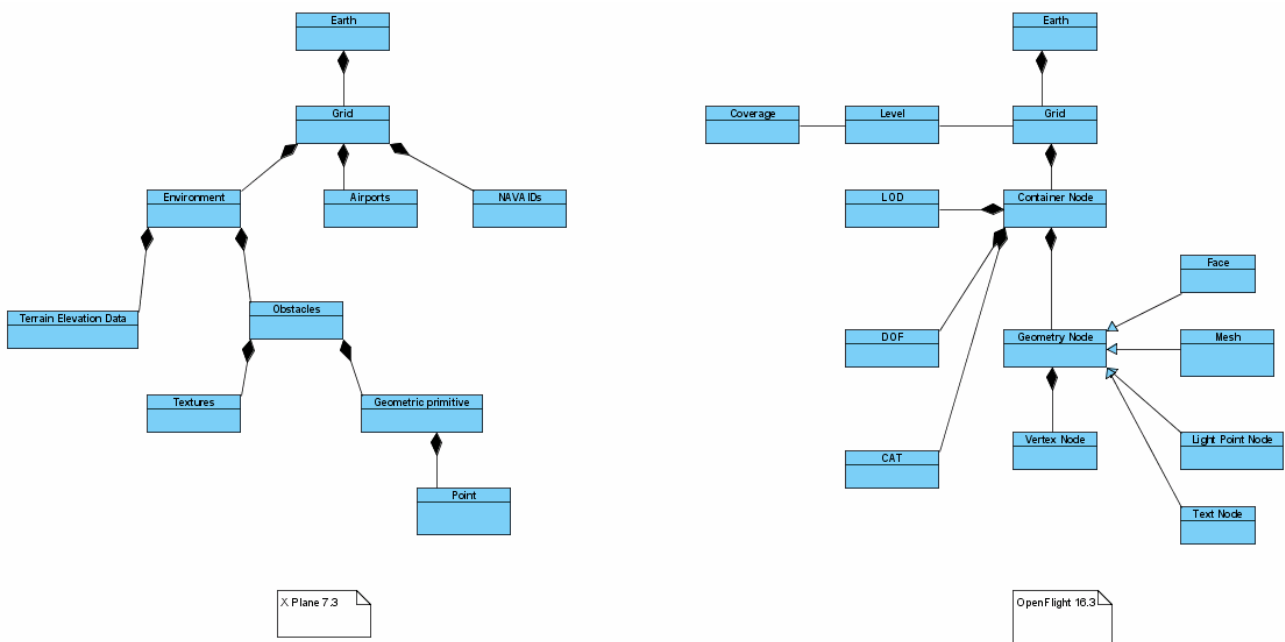 Earth
Grid
Environment
Airports
NAVAIDs
Terrain Elevation Data
Obstacles
Textures
Geometric primitive
Point
X Plane 7.3
Earth
Coverage
Level
Grid
LOD
Container Node
Face
DOF
Geometry Node
Mesh
CAT
Vertex Node
Light Point Node
Text Node
OpenFlight 16.3